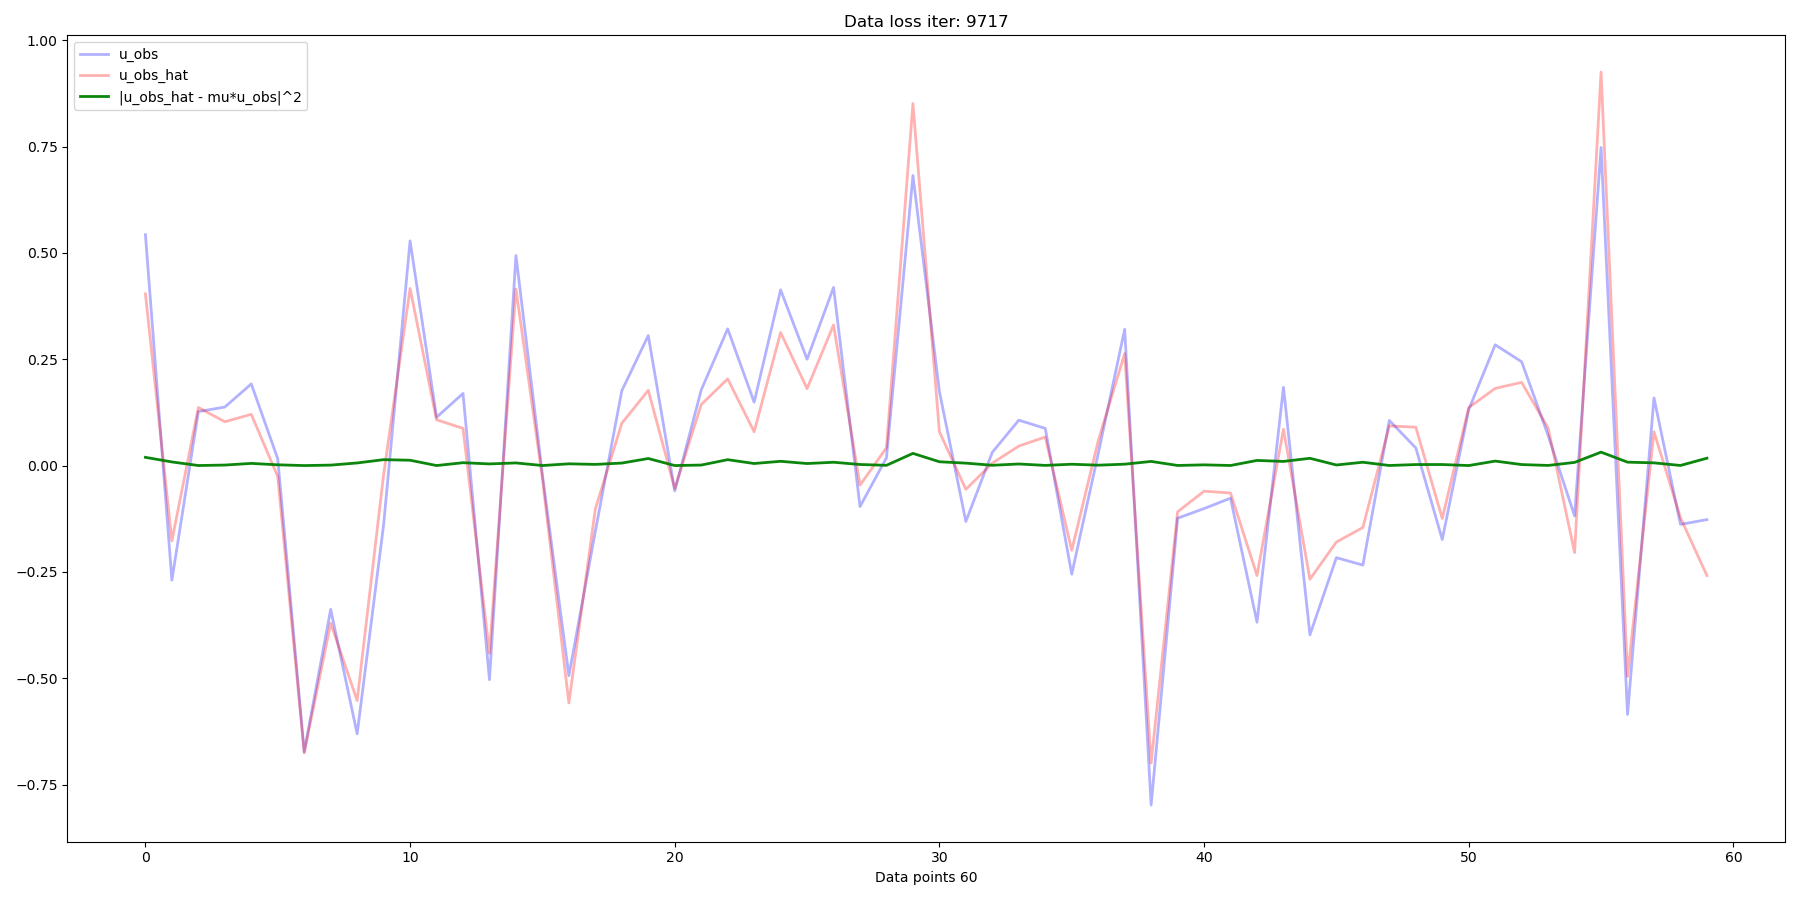 Data loss iter: 9717
u_obs
u_obs_hat
|u_obs_hat - mu*u_obs|^2
1.00
0.75
0.50
0.25
0.00
−0.25
−0.50
−0.75
0 10 20 30 40 50 60
Data points 60